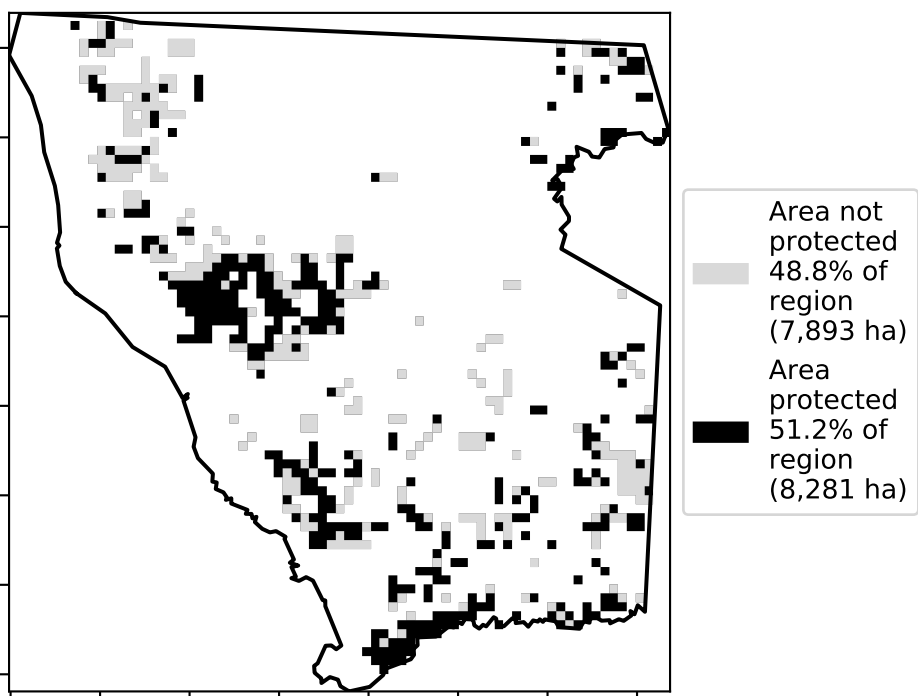 Area not
protected
48.8% of
region
(7,893 ha)
Area
protected
51.2% of
region
(8,281 ha)